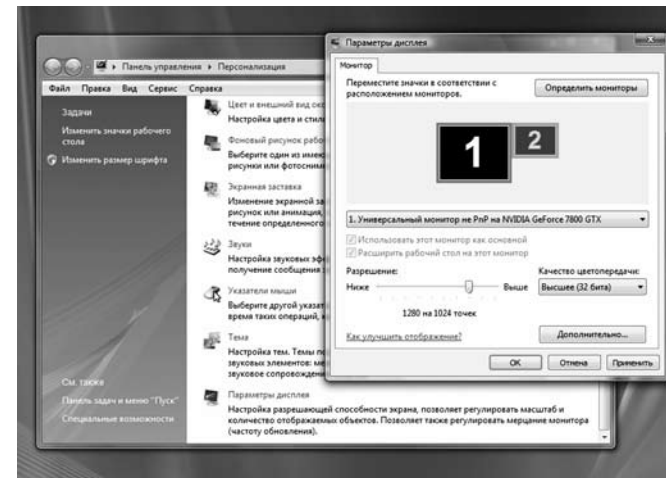 Панель управления ▸ Персонализация
Файл Правка Вид Сервис Справка
Задачи
Изменить значки рабочего
стола
Изменить размер шрифта
См. также
Панель задач и меню "Пуск"
Специальные возможности
Цвет и внешний вид
Настройка цвета и
Фоновый рисунок
Выберите один из
рисунки или
Экранная заставка
Изменение экранной
рисунок или анимация,
течение определенного
Звуки
Настройка звуковых
получение сообщения
Указатели мыши
Выберите другой
время таких операций,
Тема
Настройка тем. Темы
звуковых элементов:
звуковое
Параметры дисплея
Настройка разрешающей способности экрана, позволяет регулировать масштаб и
количество отображаемых объектов. Позволяет также регулировать мерцание монитора
(частоту обновления).
Параметры дисплея
Монитор
Переместите значки в соответствии с
расположением мониторов.
Определить мониторы
1 2
1. Универсальный монитор не PnP на NVIDIA GeForce 7800 GTX
Использовать этот монитор как основной
Расширить рабочий стол на этот монитор
Разрешение: Качество цветопередачи:
Ниже Выше Высшее (32 бита)
1280 на 1024 точек
Как улучшить отображение? Дополнительно...
ОК Отмена Применить